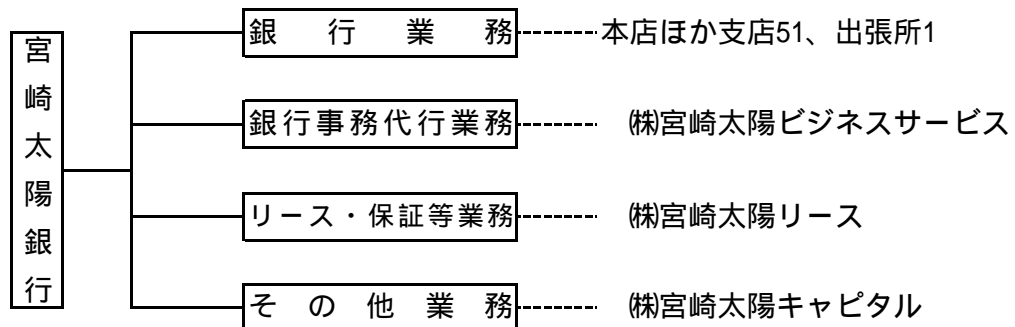 宮崎太陽銀行
銀行業務 本店ほか支店51、出張所1
銀行事務代行業務 ㈱宮崎太陽ビジネスサービス
リース・保証等業務 ㈱宮崎太陽リース
その他業務 ㈱宮崎太陽キャピタル